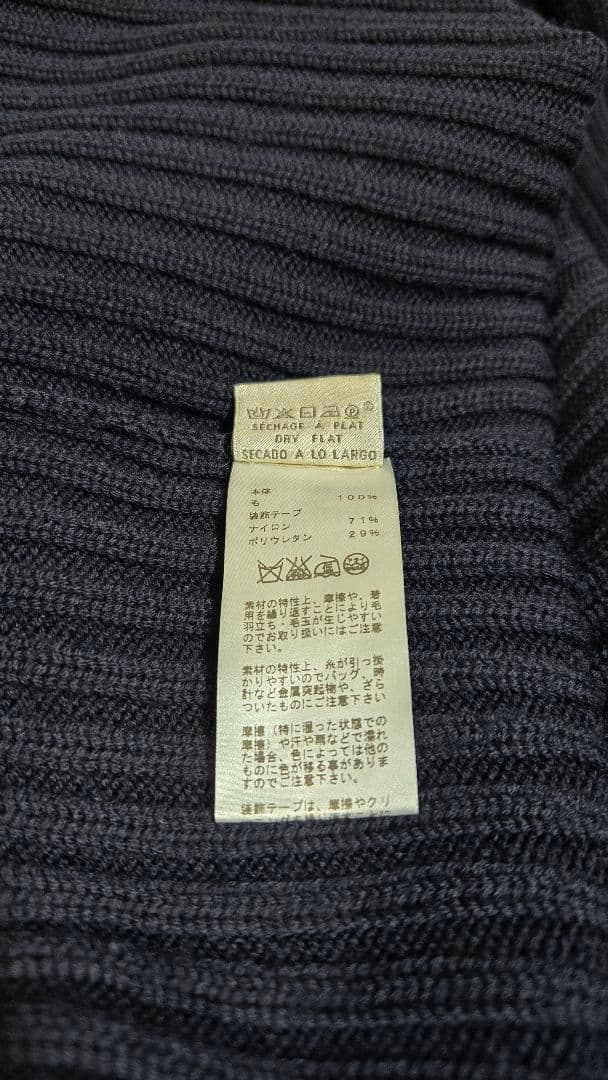 SÉCHAGE À PLAT
DRY FLAT
SECADO A LO LARGO
本体
毛 100%
装飾テープ
ナイロン 71%
ポリウレタン 29%
素材の特性上、摩擦や、着
用を繰り返すことにより毛
羽立ち・毛玉が生じやすい
のでお取り扱いにはご注意
下さい。
素材の特性上、糸が引っ掛
かりやすいのでバッグ、時
計など金属突起物や、ざら
ついたものにご注意下さい
摩擦（特に湿った状態での
摩擦）や汗や雨などで濡れ
た場合、色によっては他の
ものに色が移る事がありま
すのでご注意下さい。
装飾テープは、摩擦やクリ